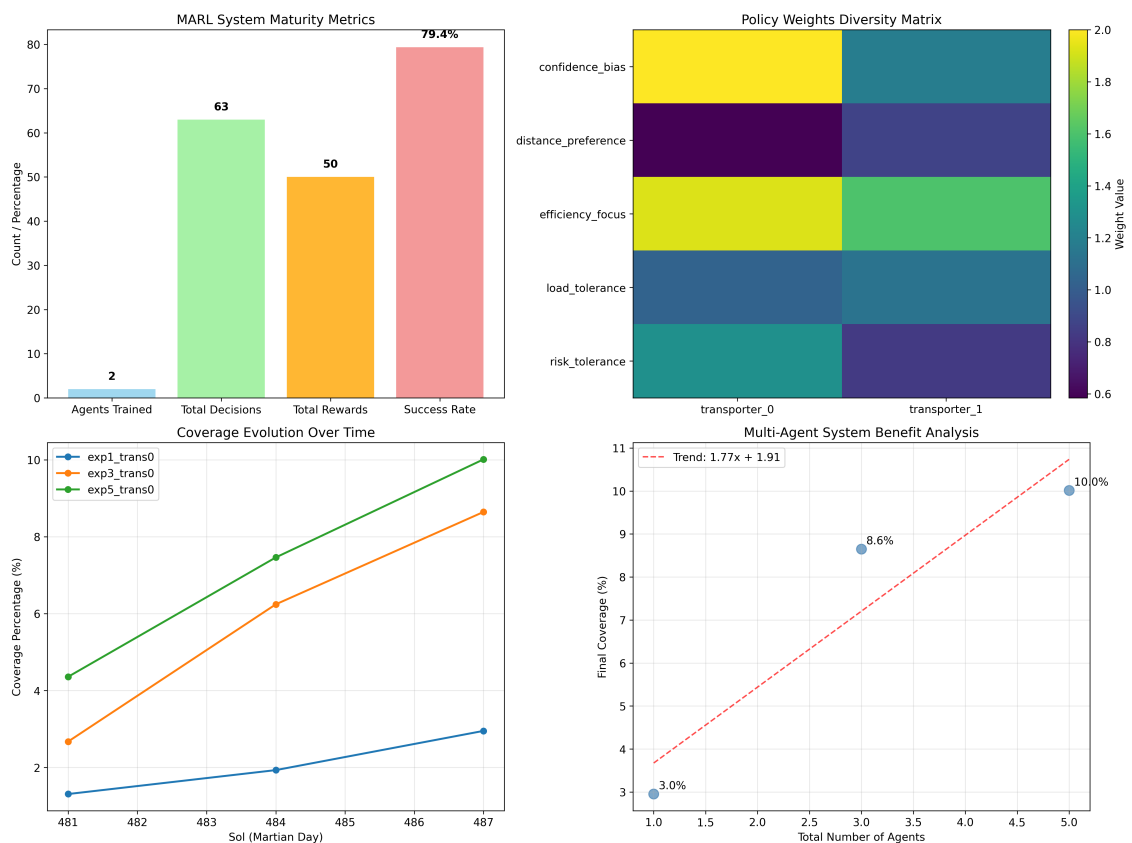 MARL System Maturity Metrics
Count / Percentage
80
70
60
50
40
30
20
10
0
2
63
50
79.4%
Agents Trained
Total Decisions
Total Rewards
Success Rate
Policy Weights Diversity Matrix
confidence_bias
distance_preference
efficiency_focus
load_tolerance
risk_tolerance
transporter_0
transporter_1
2.0
1.8
1.6
1.4
1.2
1.0
0.8
0.6
Weight Value
Coverage Evolution Over Time
exp1_trans0
exp3_trans0
exp5_trans0
Coverage Percentage (%)
10
8
6
4
2
481
482
483
484
485
486
487
Sol (Martian Day)
Multi-Agent System Benefit Analysis
Trend: 1.77x + 1.91
Final Coverage (%)
11
10
9
8
7
6
5
4
3
3.0%
8.6%
10.0%
1.0
1.5
2.0
2.5
3.0
3.5
4.0
4.5
5.0
Total Number of Agents